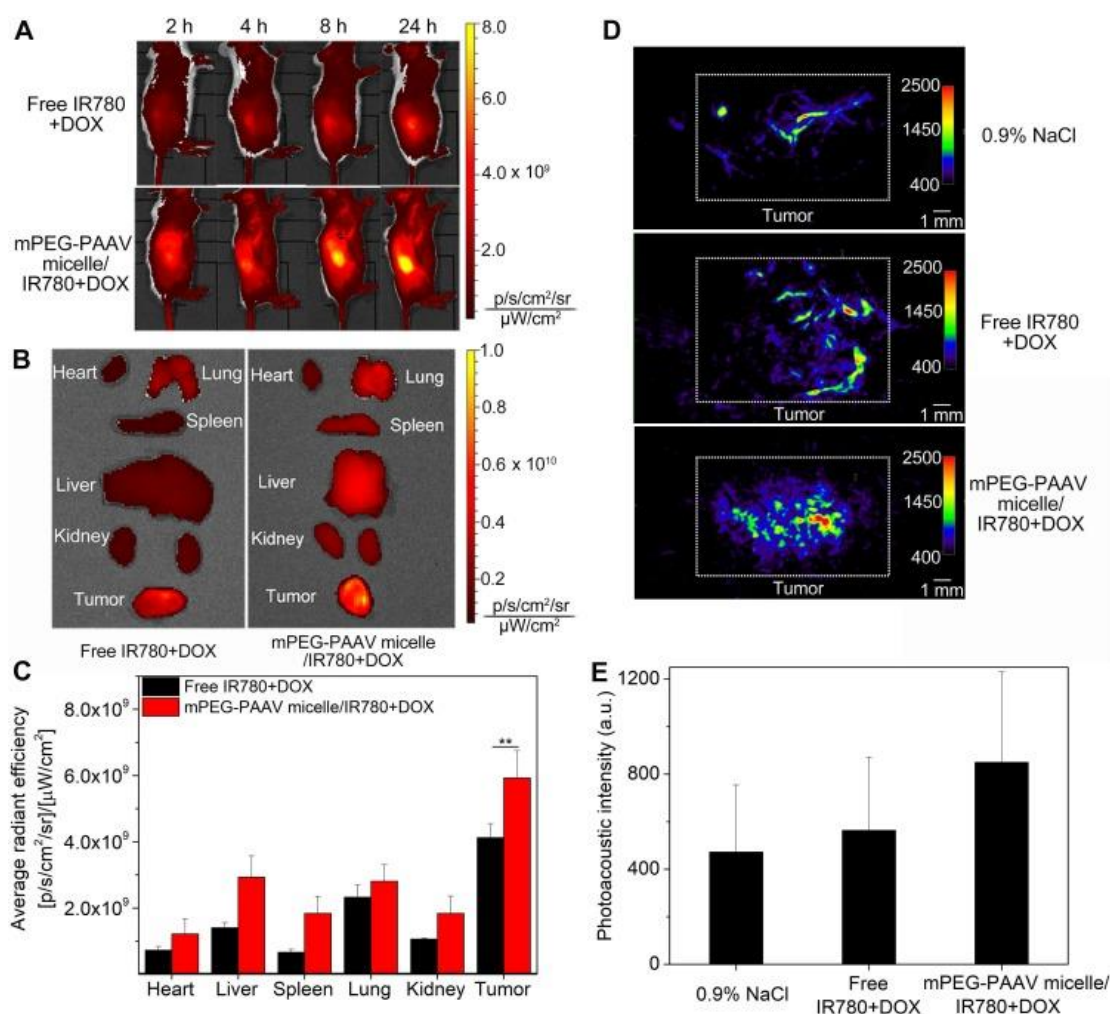 A
2 h 4 h 8 h 24 h
Free IR780
+DOX
mPEG-PAAV
micelle/
IR780+DOX
8.0
6.0
4.0 x 10⁹
2.0
p/s/cm²/sr
μW/cm²
B
Heart Lung
Spleen
Liver
Kidney
Tumor
Free IR780+DOX
Heart Lung
Spleen
Liver
Kidney
Tumor
mPEG-PAAV micelle
/IR780+DOX
1.0
0.8
0.6 x 10¹⁰
0.4
0.2
p/s/cm²/sr
μW/cm²
C
Free IR780+DOX
mPEG-PAAV micelle/IR780+DOX
Average radiant efficiency
[p/s/cm²/sr]/[μW/cm²]
8.0x10⁹
6.0x10⁹
4.0x10⁹
2.0x10⁹
**
Heart Liver Spleen Lung Kidney Tumor
D
2500
1450
400
1 mm
Tumor
0.9% NaCl
2500
1450
400
1 mm
Tumor
Free IR780
+DOX
2500
1450
400
1 mm
Tumor
mPEG-PAAV
micelle/
IR780+DOX
E
Photoacoustic intensity (a.u.)
1200
800
400
0
0.9% NaCl
Free
IR780+DOX
mPEG-PAAV micelle/
IR780+DOX